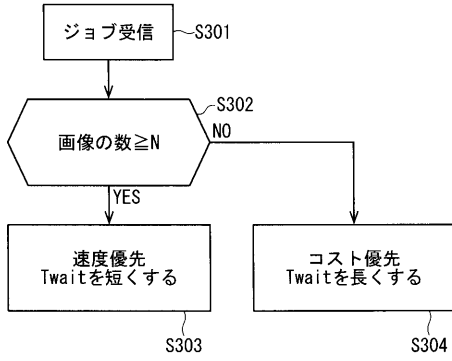 ジョブ受信
S301
S302
画像の数≧N
NO
YES
速度優先
Twaitを短くする
コスト優先
Twaitを長くする
S303
S304